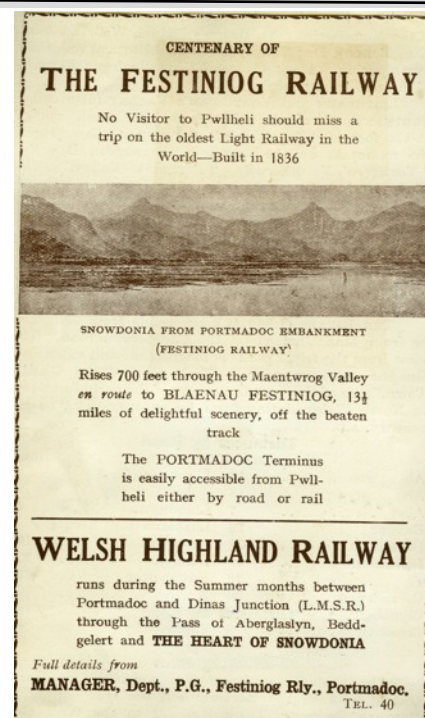 CENTENARY OF
THE FESTINIOG RAILWAY
No Visitor to Pwllheli should miss a
trip on the oldest Light Railway in the
World—Built in 1836
SNOWDONIA FROM PORTMADOC EMBANKMENT
(FESTINIOG RAILWAY)
Rises 700 feet through the Maentwrog Valley
en route to BLAENAU FESTINIOG, 13½
miles of delightful scenery, off the beaten
track
The PORTMADOC Terminus
is easily accessible from Pwll-
heli either by road or rail
WELSH HIGHLAND RAILWAY
runs during the Summer months between
Portmadoc and Dinas Junction (L.M.S.R.)
through the Pass of Aberglaslyn, Bedd-
gelert and THE HEART OF SNOWDONIA
Full details from
MANAGER, Dept., P.G., Festiniog Rly., Portmadoc.
TEL. 40